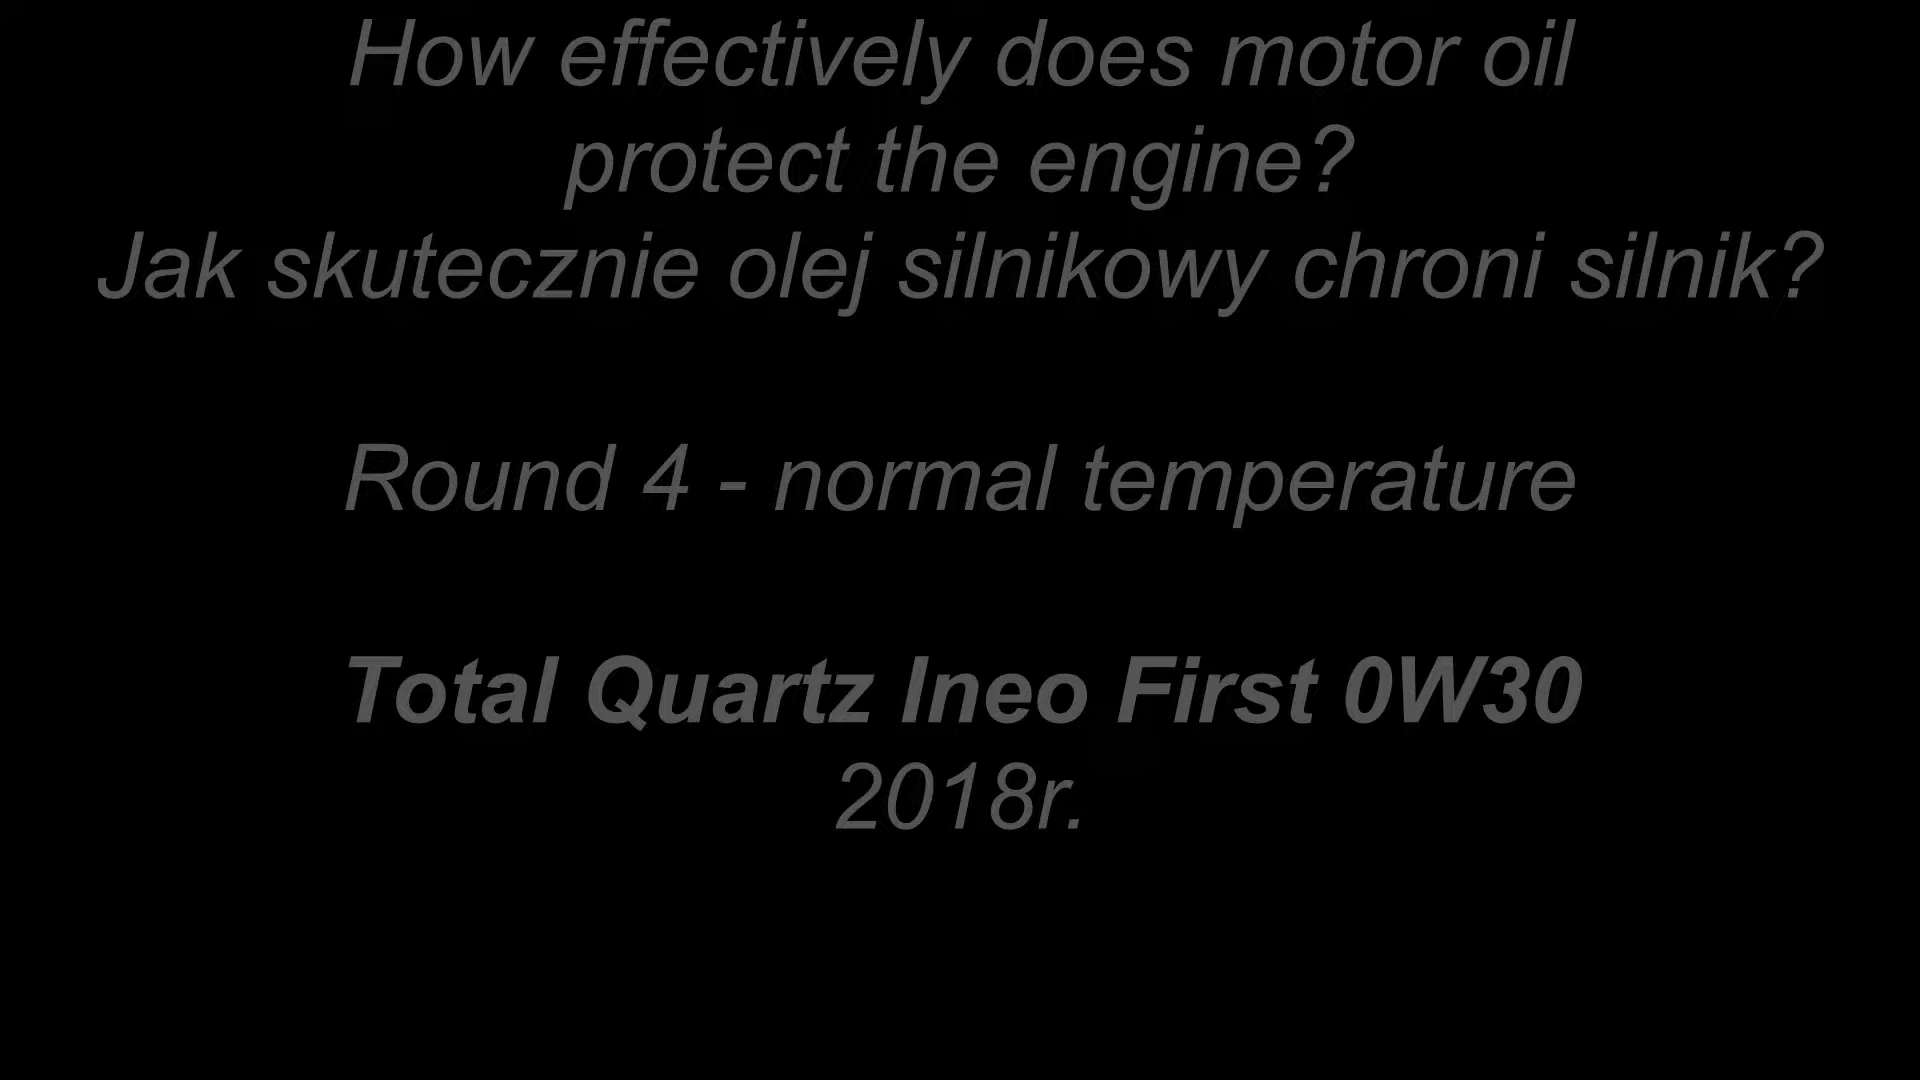 How effectively does motor oil
protect the engine?
Jak skutecznie olej silnikowy chroni silnik?
Round 4 - normal temperature
Total Quartz Ineo First 0W30
2018r.